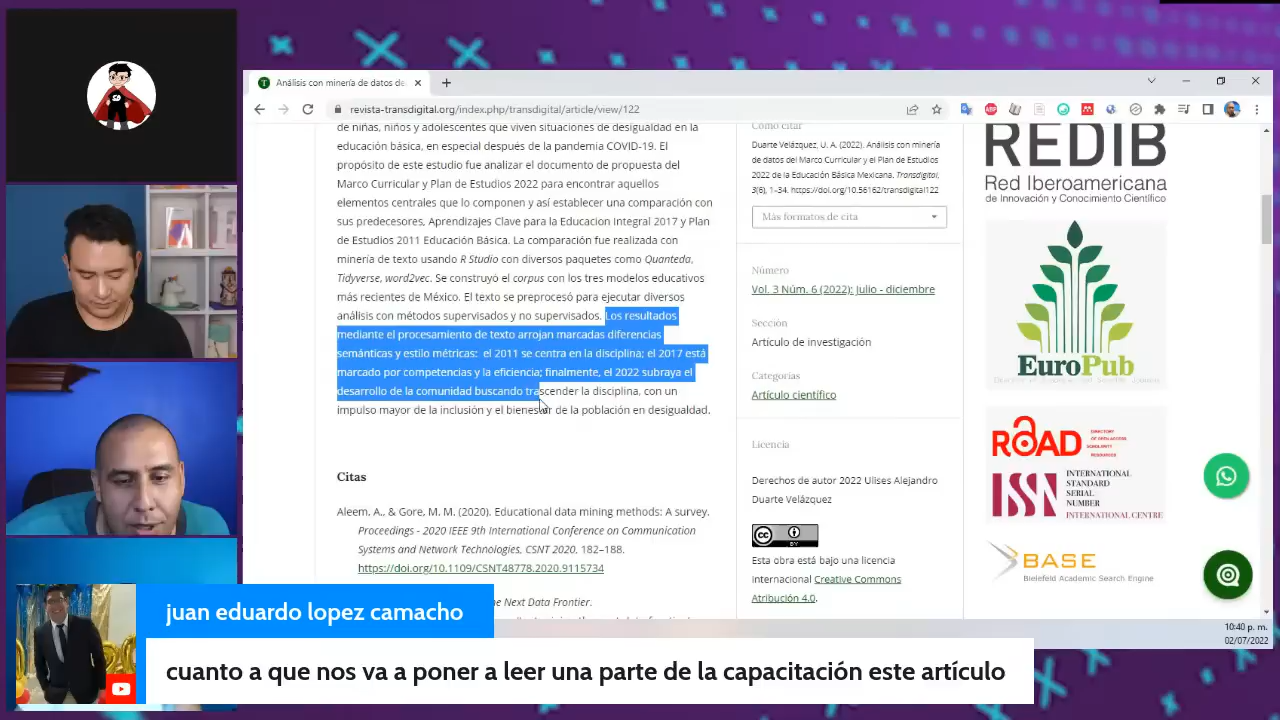 Análisis con minería de datos de
revista-transdigital.org/index.php/transdigital/article/view/122
de niñas, niños y adolescentes que viven situaciones de desigualdad en la
educación básica, en especial después de la pandemia COVID-19. El
propósito de este estudio fue analizar el documento de propuesta del
Marco Curricular y Plan de Estudios 2022 para encontrar aquellos
elementos centrales que lo componen y así establecer una comparación con
sus predecesores, Aprendizajes Clave para la Educacion Integral 2017 y Plan
de Estudios 2011 Educación Básica. La comparación fue realizada con
minería de texto usando R Studio con diversos paquetes como Quanteda,
Tidyverse, word2vec. Se construyó el corpus con los tres modelos educativos
más recientes de México. El texto se preprocesó para ejecutar diversos
análisis con métodos supervisados y no supervisados. Los resultados
mediante el procesamiento de texto arrojan marcadas diferencias
semánticas y estilo métricas: el 2011 se centra en la disciplina; el 2017 está
marcado por competencias y la eficiencia; finalmente, el 2022 subraya el
desarrollo de la comunidad buscando trascender la disciplina, con un
impulso mayor de la inclusión y el bienestar de la población en desigualdad.
Citas
Aleem, A., & Gore, M. M. (2020). Educational data mining methods: A survey.
Proceedings - 2020 IEEE 9th International Conference on Communication
Systems and Network Technologies, CSNT 2020, 182–188.
https://doi.org/10.1109/CSNT48778.2020.9115734
he Next Data Frontier.
Cómo citar
Duarte Velázquez, U. A. (2022). Análisis con minería
de datos del Marco Curricular y el Plan de Estudios
2022 de la Educación Básica Mexicana. Transdigital,
3(6), 1–34. https://doi.org/10.56162/transdigital122
Más formatos de cita
Número
Vol. 3 Núm. 6 (2022): Julio - diciembre
Sección
Artículo de investigación
Categorías
Artículo científico
Licencia
Derechos de autor 2022 Ulises Alejandro
Duarte Velázquez
cc BY
Esta obra está bajo una licencia
internacional Creative Commons
Atribución 4.0.
REDIB
Red Iberoamericana
de Innovación y Conocimiento Científico
EuroPub
ROAD
DIRECTORY
OF OPEN ACCESS
SCHOLARLY
RESOURCES
ISSN
INTERNATIONAL
STANDARD
SERIAL
NUMBER
INTERNATIONAL CENTRE
BASE
Bielefeld Academic Search Engine
10:40 p. m.
02/07/2022
juan eduardo lopez camacho
cuanto a que nos va a poner a leer una parte de la capacitación este artículo